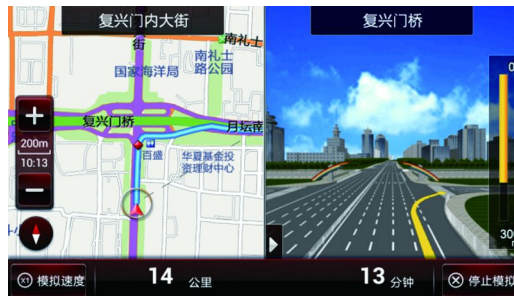 复兴门内大街
复兴门桥
街
南礼士
南礼士
路公园
国家海洋局
复兴门桥
月坛南
百盛
华夏基金投
资理财中心
200m
10:13
X1 模拟速度
14 公里
13 分钟
停止模拟